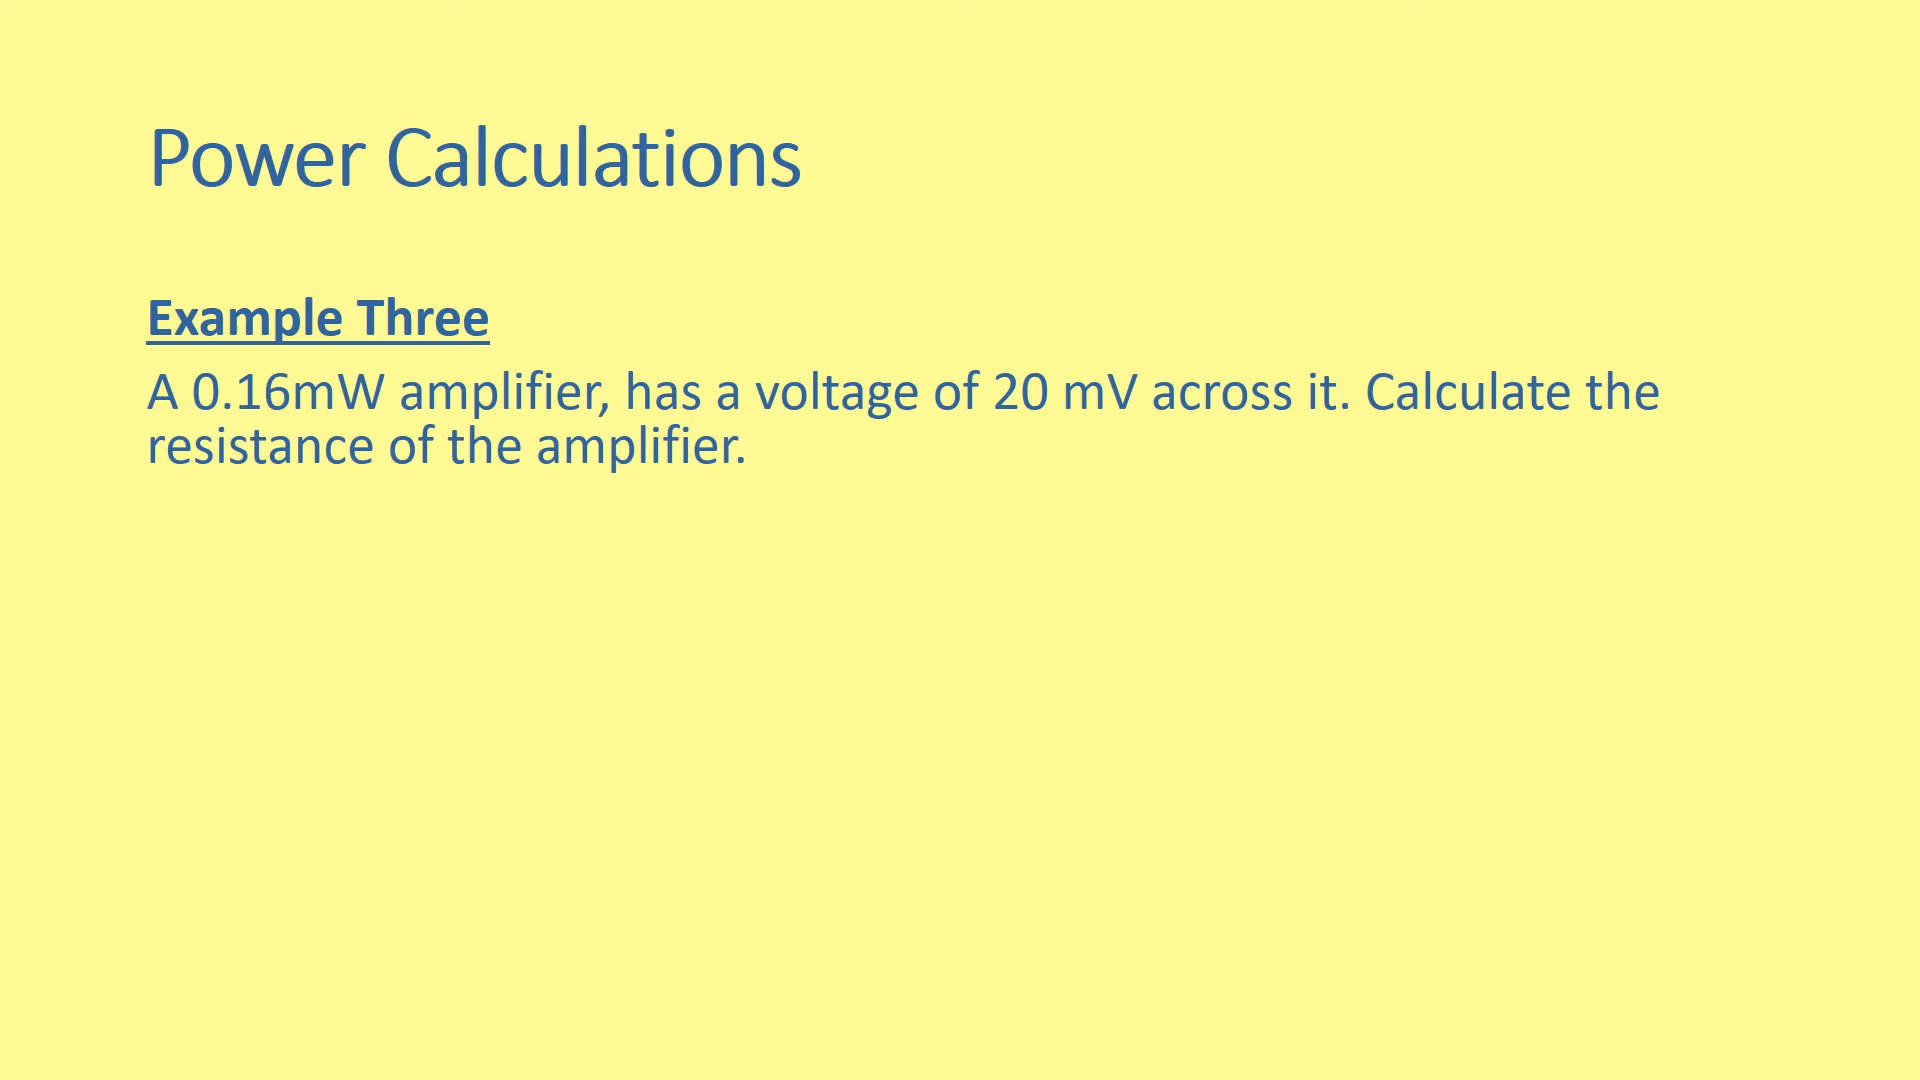 Power Calculations
Example Three
A 0.16mW amplifier, has a voltage of 20 mV across it. Calculate the
resistance of the amplifier.